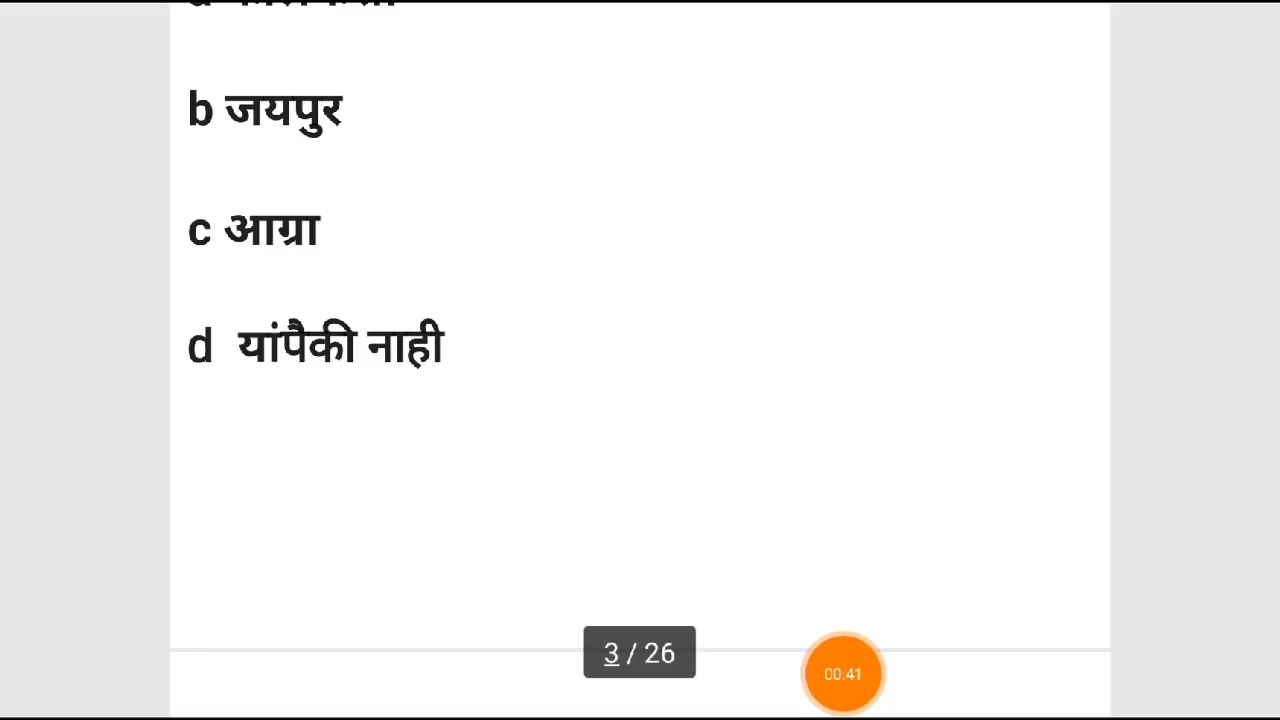 b जयपुर
c आग्रा
d यांपैकी नाही
3 / 26
00:41